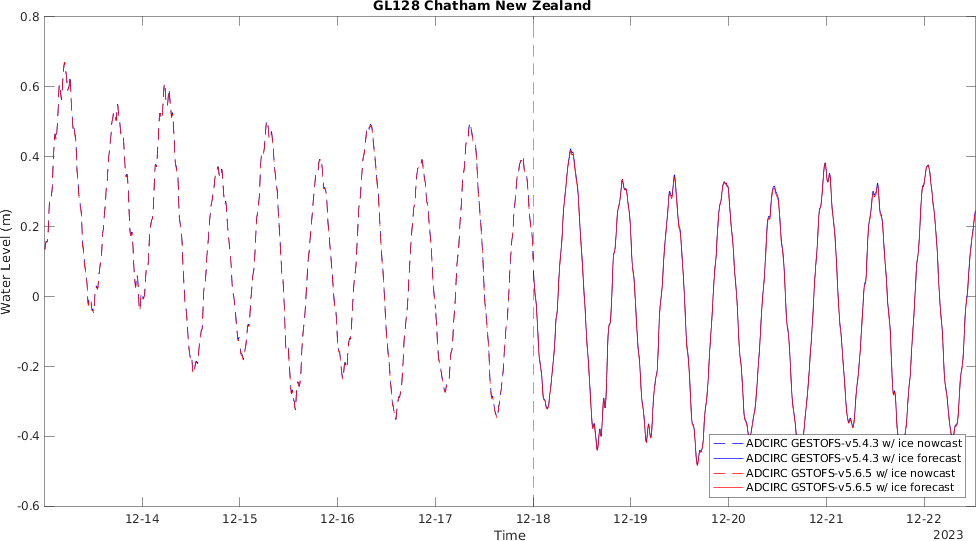 GL128 Chatham New Zealand
Water Level (m)
0.8
0.6
0.4
0.2
0
-0.2
-0.4
-0.6
ADCIRC GESTOFS-v5.4.3 w/ ice nowcast
ADCIRC GESTOFS-v5.4.3 w/ ice forecast
ADCIRC GSTOFS-v5.6.5 w/ ice nowcast
ADCIRC GSTOFS-v5.6.5 w/ ice forecast
12-14 12-15 12-16 12-17 12-18 12-19 12-20 12-21 12-22
Time
2023